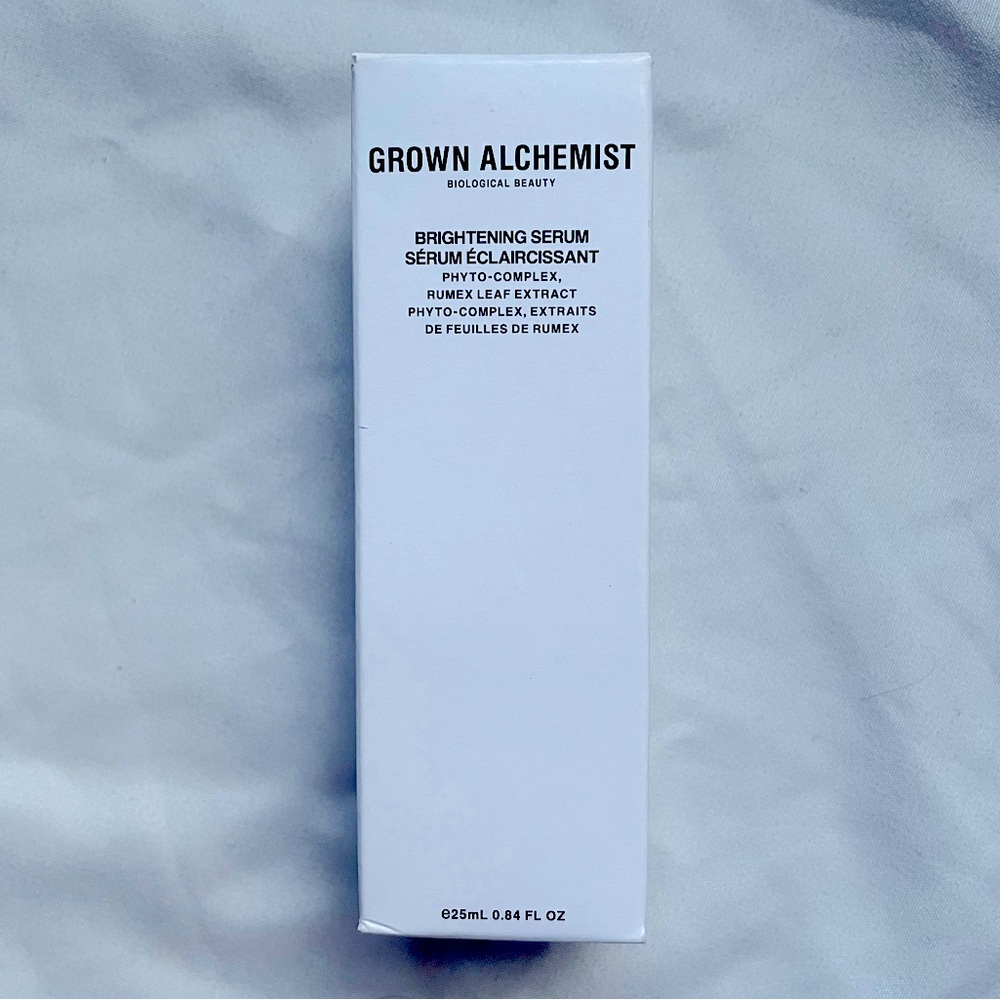 GROWN ALCHEMIST
BIOLOGICAL BEAUTY
BRIGHTENING SERUM
SÉRUM ÉCLAIRCISSANT
PHYTO-COMPLEX,
RUMEX LEAF EXTRACT
PHYTO-COMPLEX, EXTRAITS
DE FEUILLES DE RUMEX
℮25mL 0.84 FL OZ